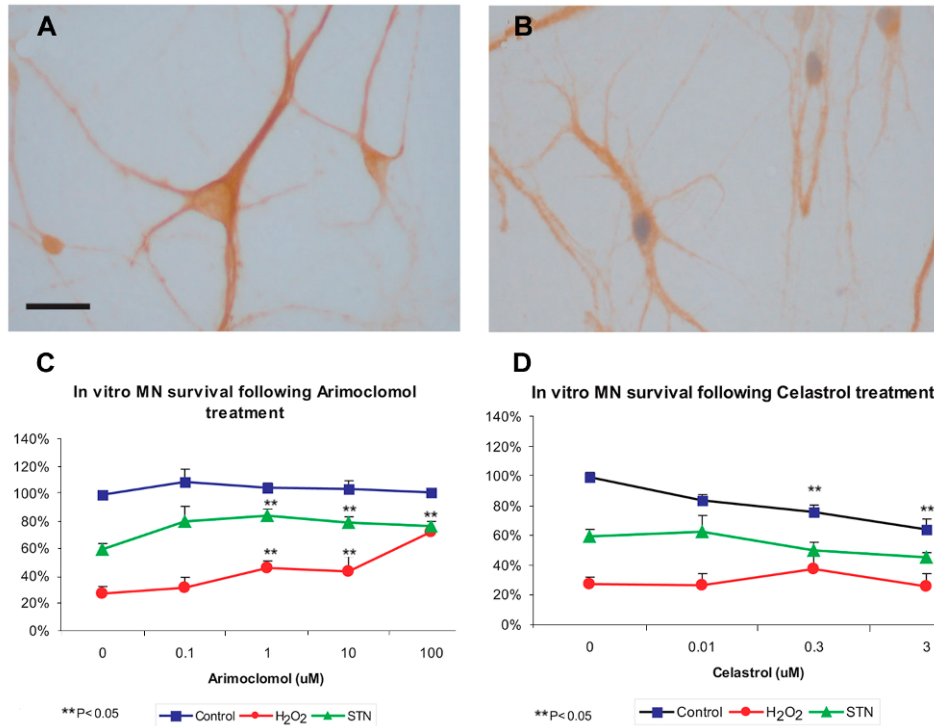 A
B
C
In vitro MN survival following Arimoclomol
treatment
140%
120%
100%
80%
60%
40%
20%
0%
**
**
**
**
**
0
0.1
1
10
100
Arimoclomol (uM)
**P<0.05
Control
H₂O₂
STN
D
In vitro MN survival following Celastrol treatment
140%
120%
100%
80%
60%
40%
20%
0%
**
**
0
0.01
0.3
3
Celastrol (uM)
**P<0.05
Control
H₂O₂
STN